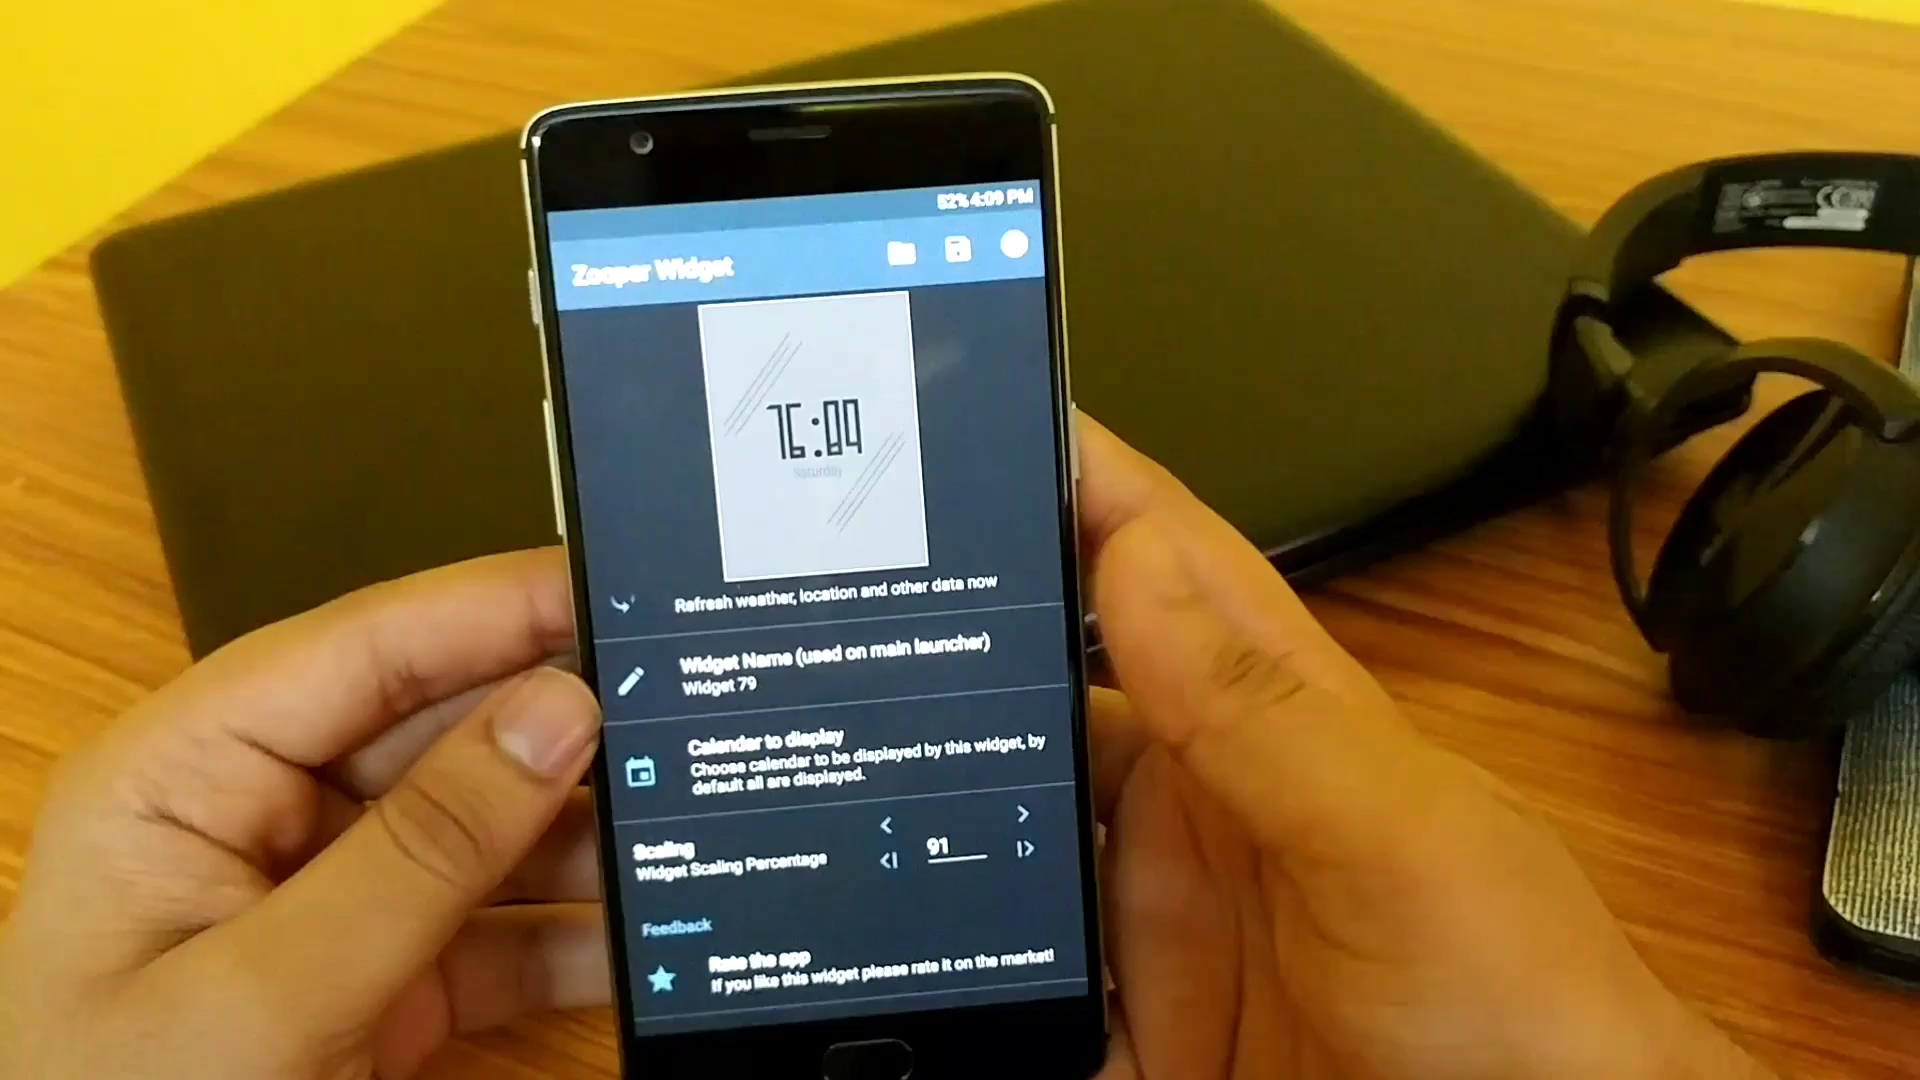 52% 4:09 PM
Zooper Widget
16:09
Saturday
Refresh weather, location and other data now
Widget Name (used on main launcher)
Widget 79
Calendar to display
Choose calendar to be displayed by this widget, by
default all are displayed.
Scaling
Widget Scaling Percentage
91
Feedback
Rate the app
If you like this widget please rate it on the market!